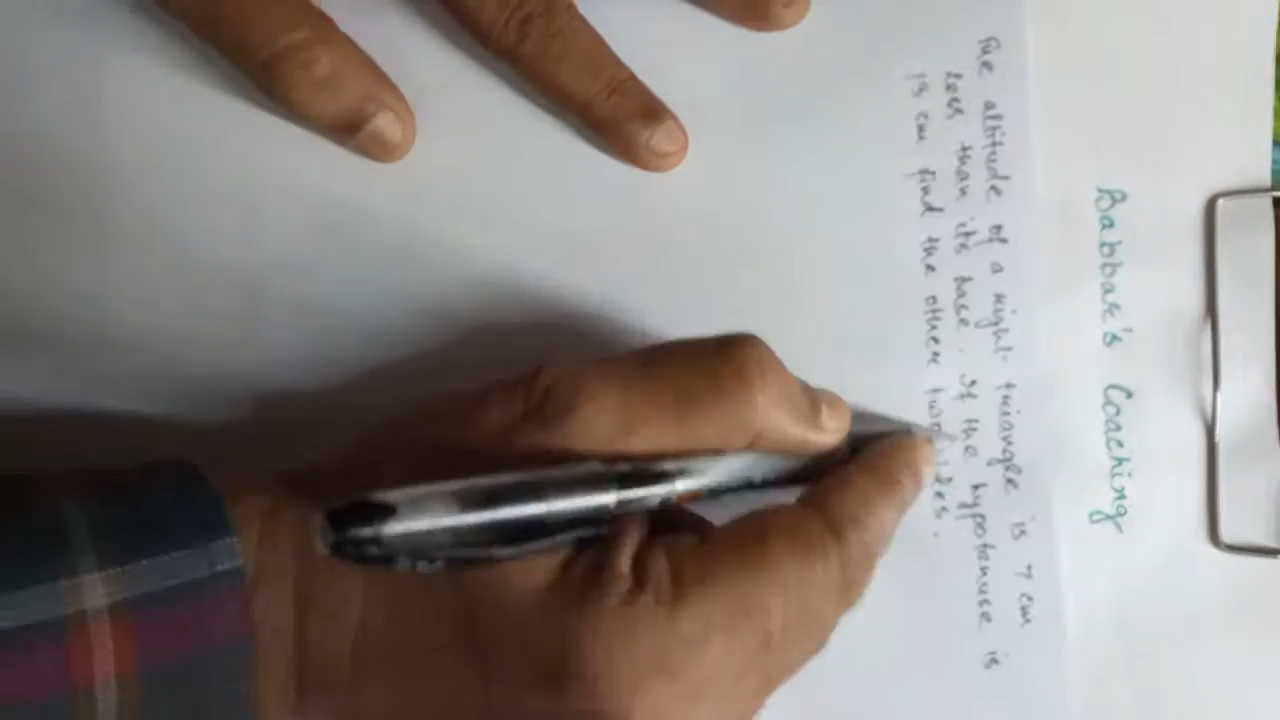 Babbar's Coaching
The altitude of a right triangle is 7 cm
less than its base. If the hypotenuse is
13 cm find the other two sides.